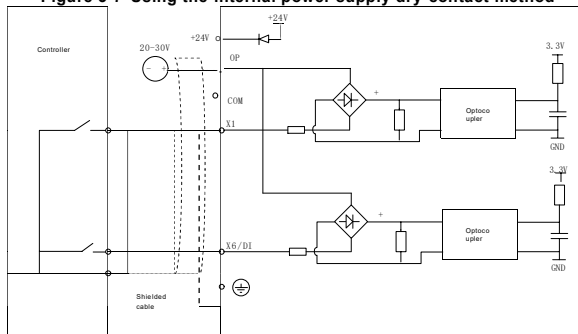 Figure 3-1 Using the internal power supply dry contact method
+24V
+24V
Controller
20-30V
- +
OP
3.3V
COM
+
Optoco
upler
X1
GND
3.3V
+
Optoco
upler
X6/DI
GND
Shielded
cable